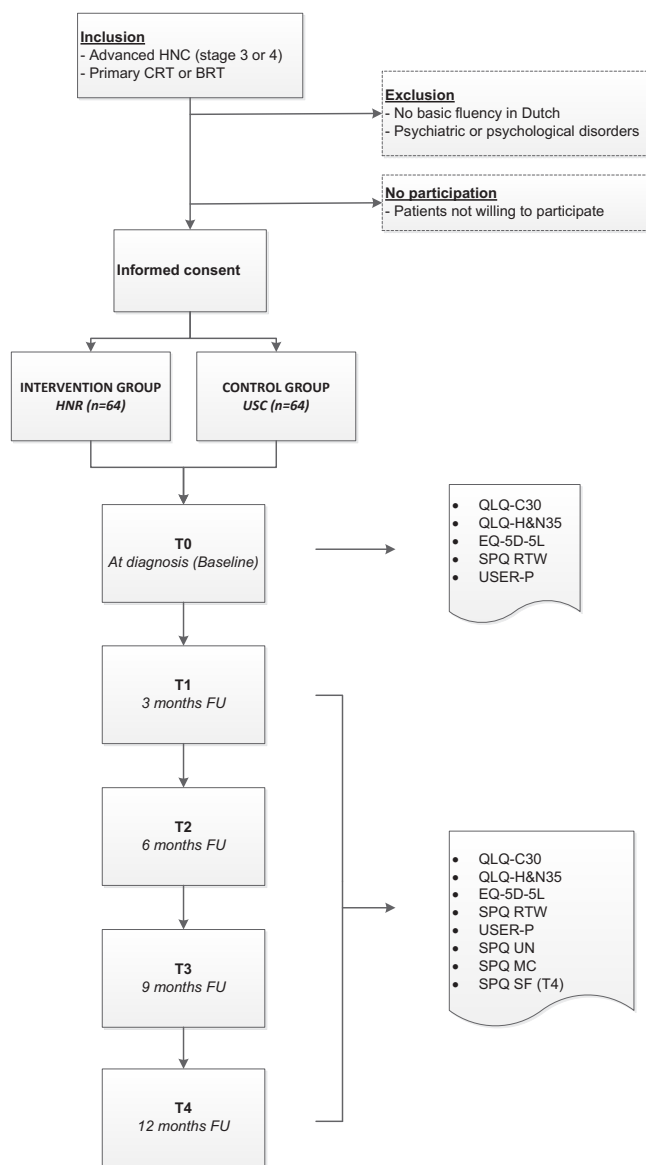 Inclusion
- Advanced HNC (stage 3 or 4)
- Primary CRT or BRT
Exclusion
- No basic fluency in Dutch
- Psychiatric or psychological disorders
No participation
- Patients not willing to participate
Informed consent
INTERVENTION GROUP
HNR (n=64)
CONTROL GROUP
USC (n=64)
T0
At diagnosis (Baseline)
• QLQ-C30
• QLQ-H&N35
• EQ-5D-5L
• SPQ RTW
• USER-P
T1
3 months FU
T2
6 months FU
T3
9 months FU
T4
12 months FU
• QLQ-C30
• QLQ-H&N35
• EQ-5D-5L
• SPQ RTW
• USER-P
• SPQ UN
• SPQ MC
• SPQ SF (T4)